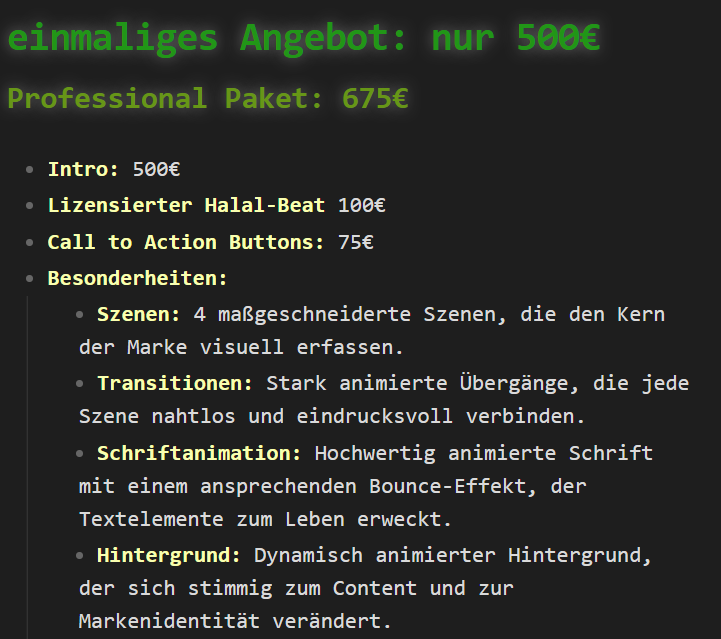 einmaliges Angebot: nur 500€
Professional Paket: 675€
Intro: 500€
Lizensierter Halal-Beat 100€
Call to Action Buttons: 75€
Besonderheiten:
Szenen: 4 maßgeschneiderte Szenen, die den Kern
der Marke visuell erfassen.
Transitionen: Stark animierte Übergänge, die jede
Szene nahtlos und eindrucksvoll verbinden.
Schriftanimation: Hochwertig animierte Schrift
mit einem ansprechenden Bounce-Effekt, der
Textelemente zum Leben erweckt.
Hintergrund: Dynamisch animierter Hintergrund,
der sich stimmig zum Content und zur
Markenidentität verändert.